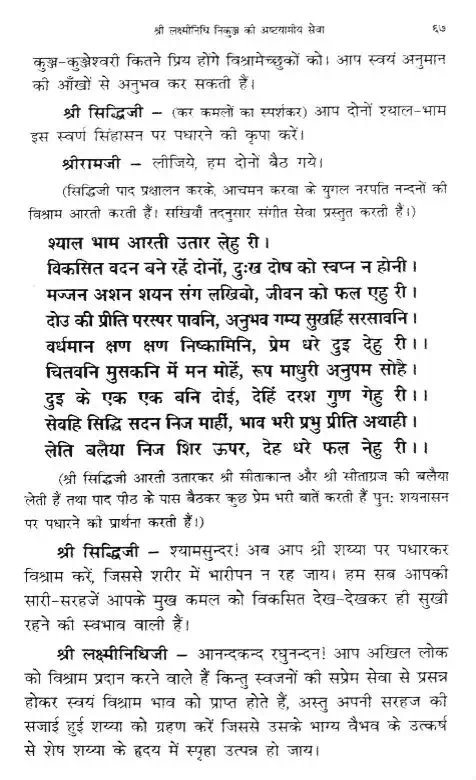 श्री लक्ष्मीनिधि निकुञ्ज की अष्टयामीय सेवा ६७
कुञ्ज-कुञ्जेश्वरी कितने प्रिय होंगे विश्रामेच्छुकों को। आप स्वयं अनुमान
की आँखों से अनुभव कर सकती हैं।
श्री सिद्धिजी – (कर कमलों का स्पर्शकर) आप दोनों श्याल-भाम
इस स्वर्ण सिंहासन पर पधारने की कृपा करें।
श्रीरामजी – लीजिये, हम दोनों बैठ गये।
(सिद्धिजी पाद प्रक्षालन करके, आचमन करवा के युगल नरपति नन्दनों की
विश्राम आरती करती हैं। सखियाँ तदनुसार संगीत सेवा प्रस्तुत करती हैं।)
श्याल भाम आरती उतार लेहु री।
विकसित वदन बने रहें दोनों, दुःख दोष को स्वप्न न होनी।
मज्जन अशन शयन संग लखिबो, जीवन को फल एहु री।।
दोउ की प्रीति परस्पर पावनि, अनुभव गम्य सुखहिं सरसावनि।
वर्धमान क्षण क्षण निष्कामिनि, प्रेम धरे दुइ देहु री।।
चितवनि मुसकनि में मन मोहें, रूप माधुरी अनुपम सोहै।
दुइ के एक एक बनि दोई, देहिं दरश गुण गेहु री।।
सेवहि सिद्धि सदन निज माहीं, भाव भरी प्रभु प्रीति अथाही।
लेति बलैया निज शिर ऊपर, देह धरे फल नेहु री।।
(श्री सिद्धिजी आरती उतारकर श्री सीताकान्त और श्री सीताग्रज की बलैया
लेती हैं तथा पाद पीठ के पास बैठकर कुछ प्रेम भरी बातें करती हैं पुनः शयनासन
पर पधारने की प्रार्थना करती हैं।)
श्री सिद्धिजी – श्यामसुन्दर! अब आप श्री शय्या पर पधारकर
विश्राम करें, जिससे शरीर में भारीपन न रह जाय। हम सब आपकी
सारी-सरहजें आपके मुख कमल को विकसित देख-देखकर ही सुखी
रहने की स्वभाव वाली हैं।
श्री लक्ष्मीनिधिजी – आनन्दकन्द रघुनन्दन! आप अखिल लोक
को विश्राम प्रदान करने वाले हैं किन्तु स्वजनों की सप्रेम सेवा से प्रसन्न
होकर स्वयं विश्राम भाव को प्राप्त होते हैं, अस्तु अपनी सरहज की
सजाई हुई शय्या को ग्रहण करें जिससे उसके भाग्य वैभव के उत्कर्ष
से शेष शय्या के हृदय में स्पृहा उत्पन्न हो जाय।